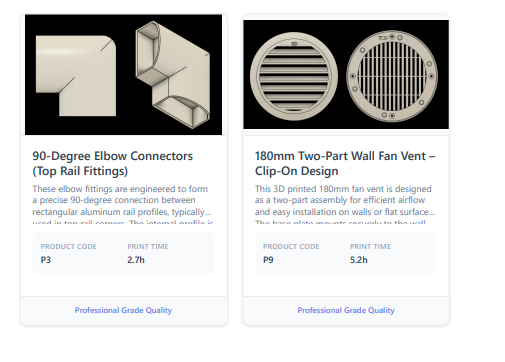 90-Degree Elbow Connectors
(Top Rail Fittings)
These elbow fittings are engineered to form
a precise 90-degree connection between
rectangular aluminum rail profiles, typically...
used in top rail corners. The internal profile is
PRODUCT CODE
PRINT TIME
P3
2.7h
Professional Grade Quality
TOP
180mm Two-Part Wall Fan Vent –
Clip-On Design
This 3D printed 180mm fan vent is designed
as a two-part assembly for efficient airflow
and easy installation on walls or flat surface...
The base plate mounts securely to the wall
PRODUCT CODE
PRINT TIME
P9
5.2h
Professional Grade Quality